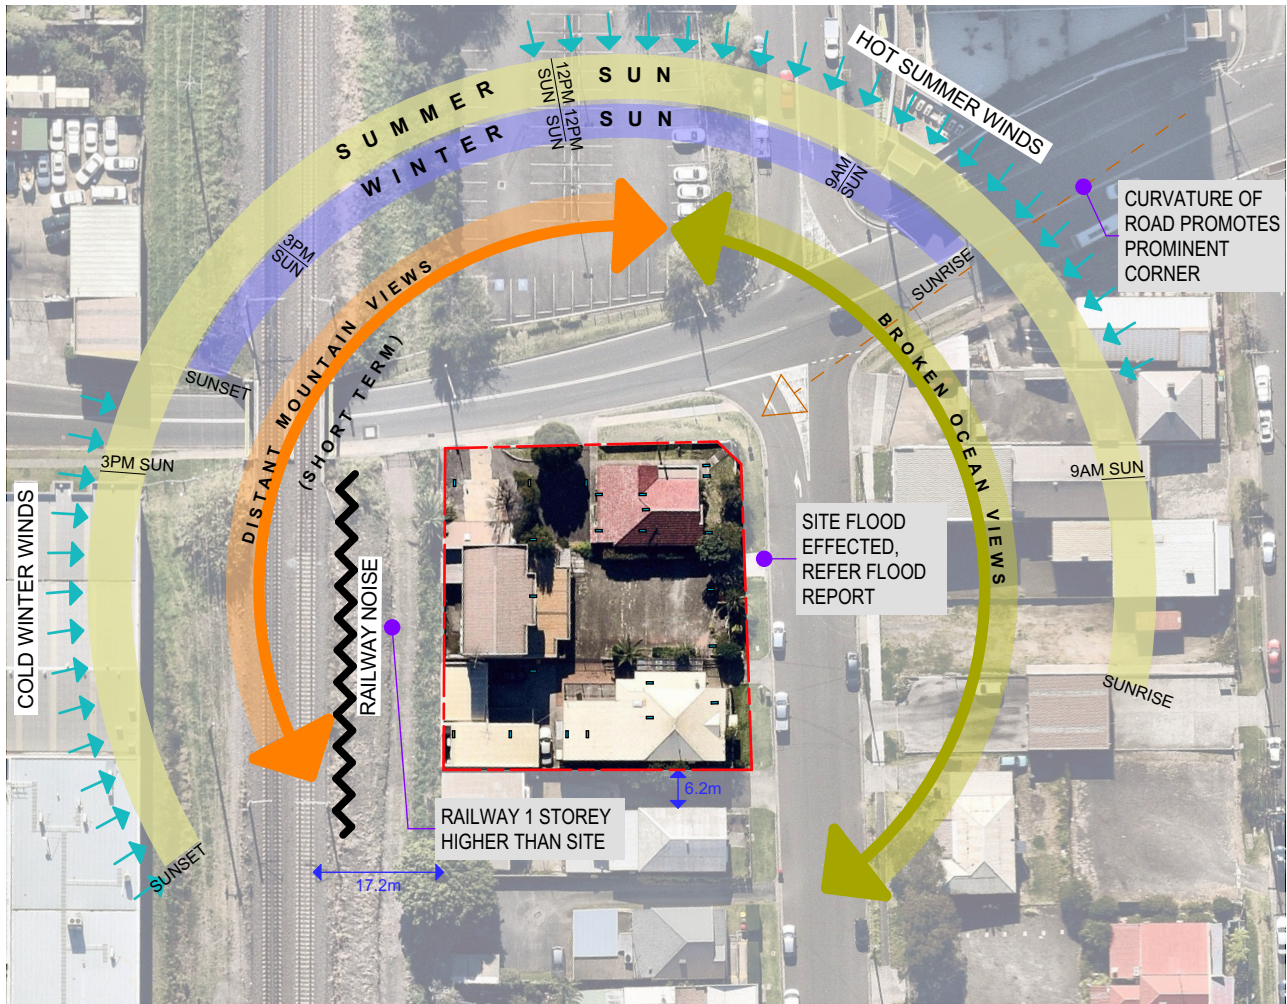 SUMMER SUN
WINTER SUN
12PM
SUN
12PM
SUN
HOT SUMMER WINDS
9AM
SUN
3PM
SUN
SUNRISE
CURVATURE OF
ROAD PROMOTES
PROMINENT
CORNER
DISTANT MOUNTAIN VIEWS
(SHORT TERM)
BROKEN OCEAN VIEWS
SUNSET
3PM SUN
9AM SUN
COLD WINTER WINDS
RAILWAY NOISE
SITE FLOOD
EFFECTED,
REFER FLOOD
REPORT
SUNRISE
6.2m
RAILWAY 1 STOREY
HIGHER THAN SITE
SUNSET
17.2m